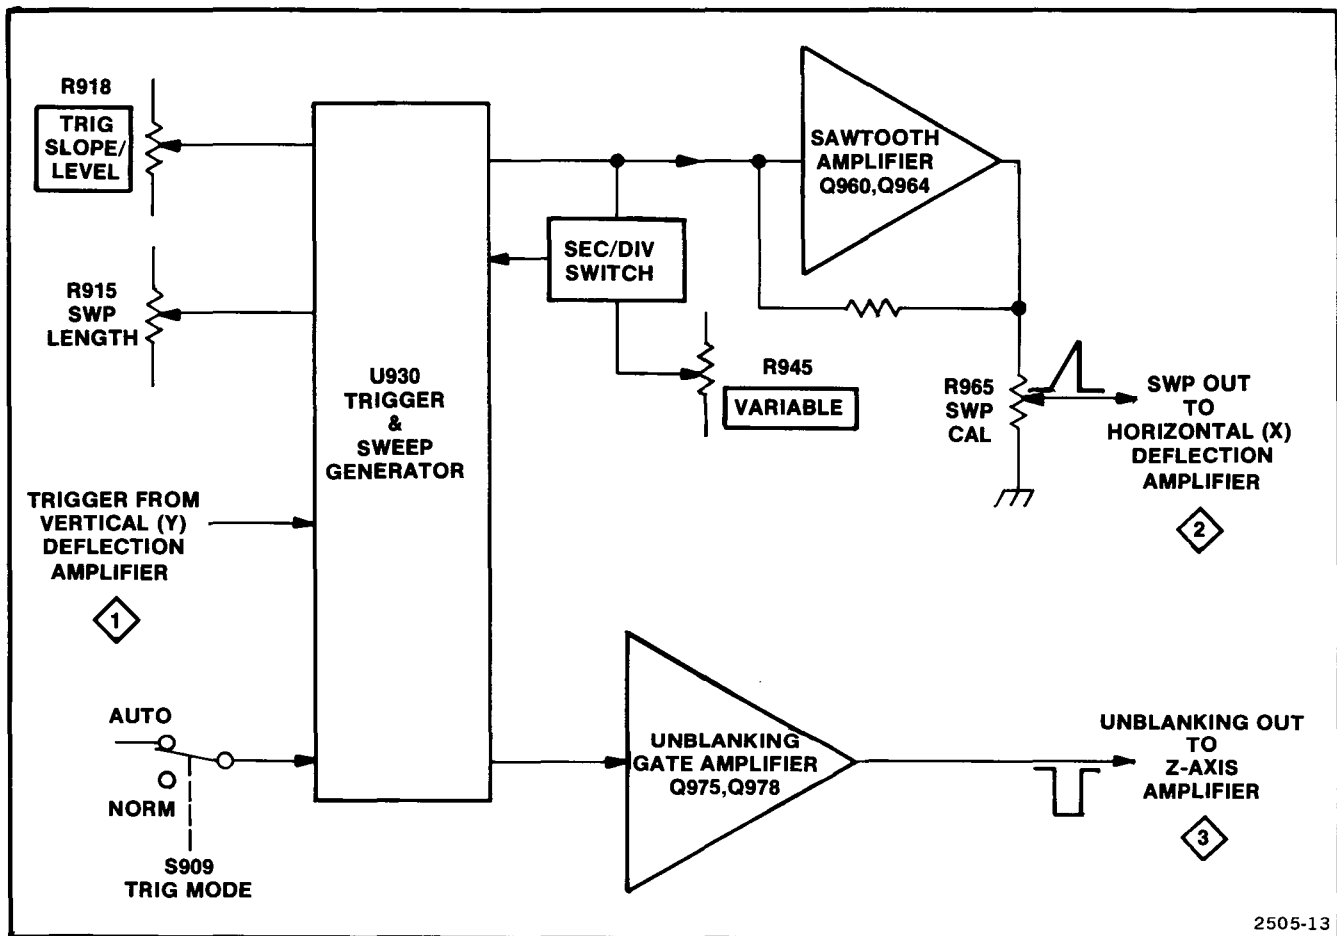 R918
TRIG
SLOPE/
LEVEL
R915
SWP
LENGTH
TRIGGER FROM
VERTICAL (Y)
DEFLECTION
AMPLIFIER
1
AUTO
NORM
S909
TRIG MODE
U930
TRIGGER
&
SWEEP
GENERATOR
SEC/DIV
SWITCH
R945
VARIABLE
SAWTOOTH
AMPLIFIER
Q960,Q964
R965
SWP
CAL
SWP OUT
TO
HORIZONTAL (X)
DEFLECTION
AMPLIFIER
2
UNBLANKING
GATE AMPLIFIER
Q975,Q978
UNBLANKING OUT
TO
Z-AXIS
AMPLIFIER
3
2505-13